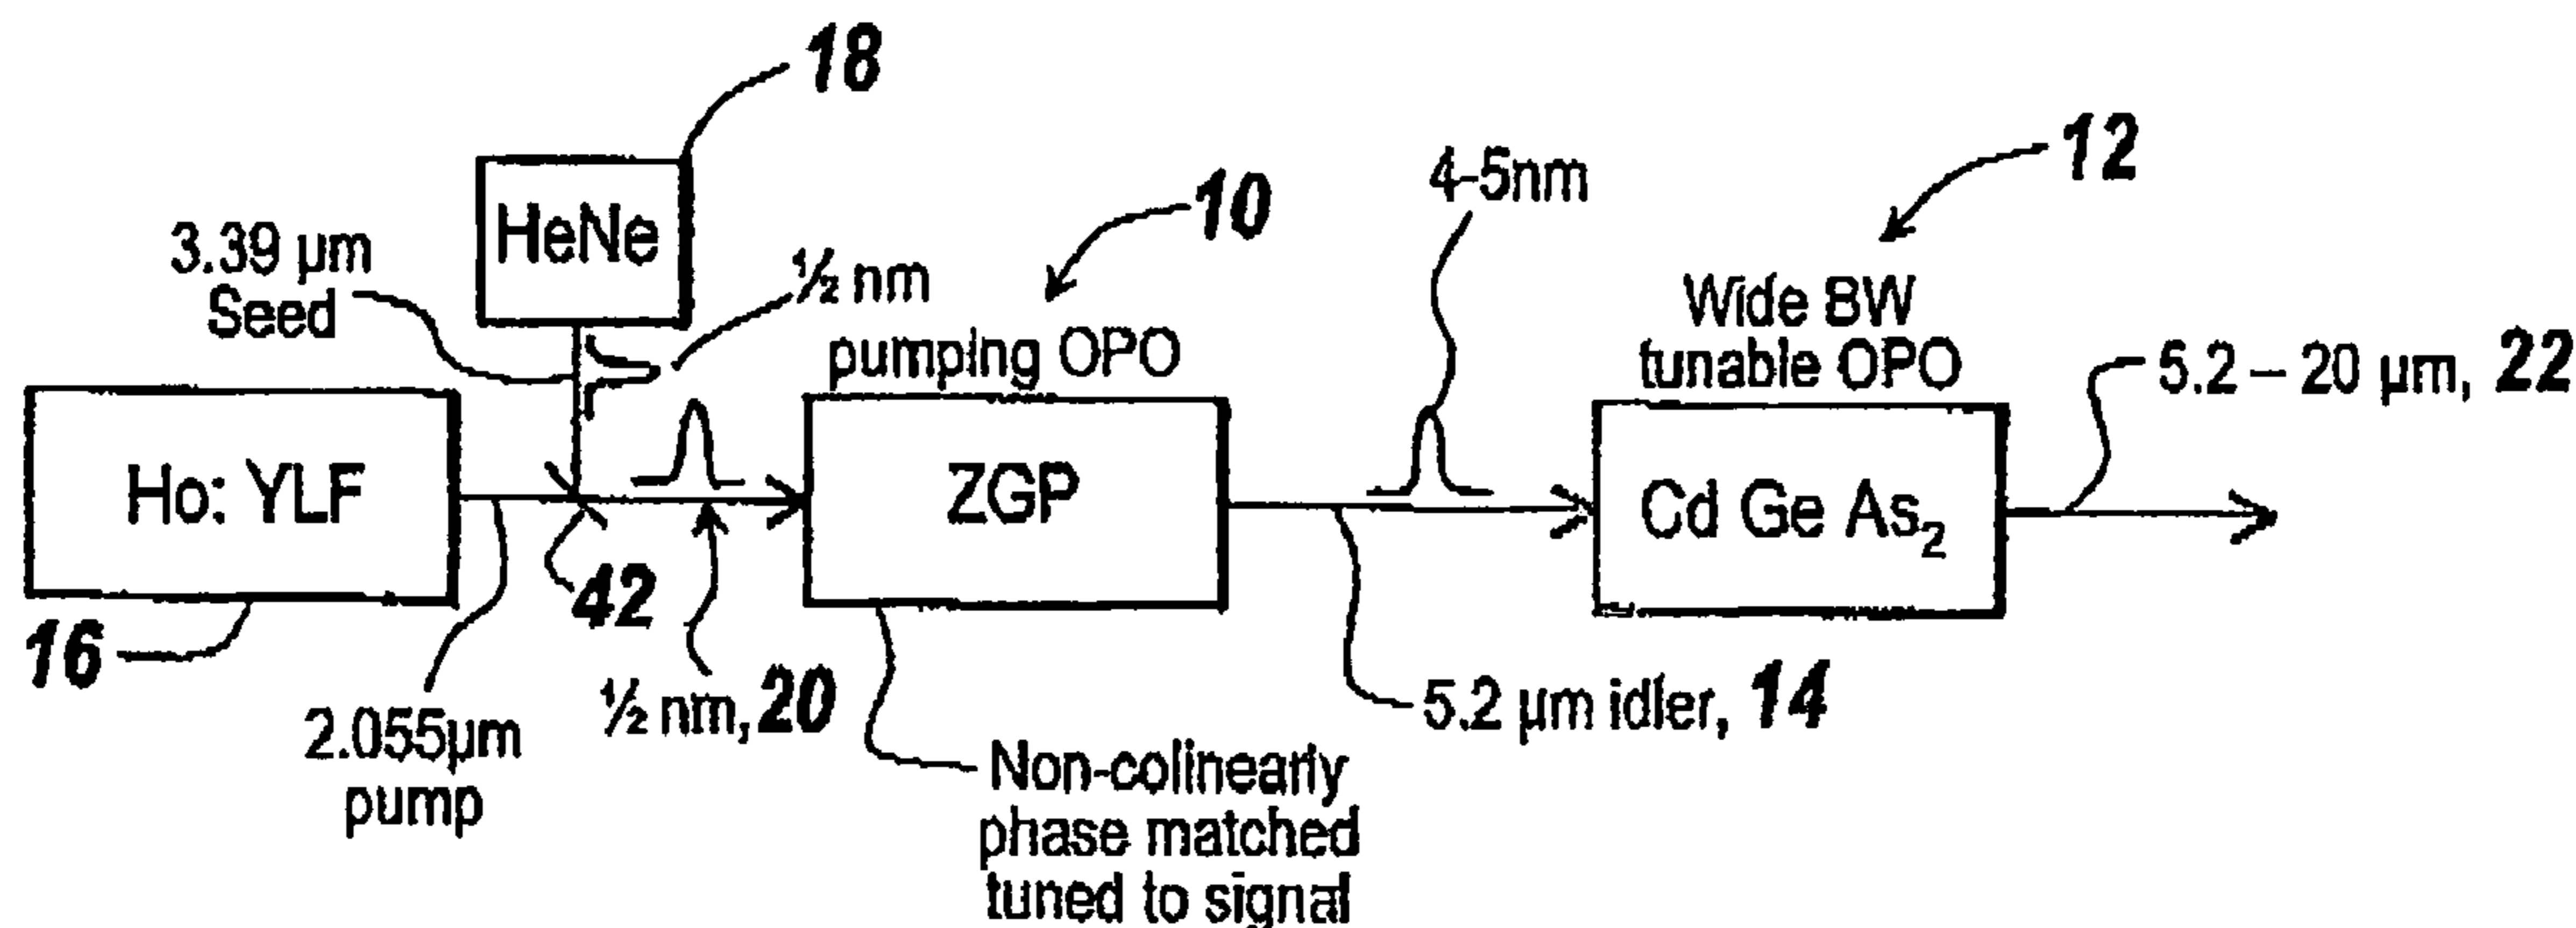 18
HeNe
3.39 µm
Seed
½ nm
10
pumping OPO
4-5nm
12
Wide BW
tunable OPO
5.2 – 20 µm, 22
Ho: YLF
ZGP
Cd Ge As₂
16
42
2.055µm
pump
½ nm, 20
5.2 µm idler, 14
Non-colinearly
phase matched
tuned to signal